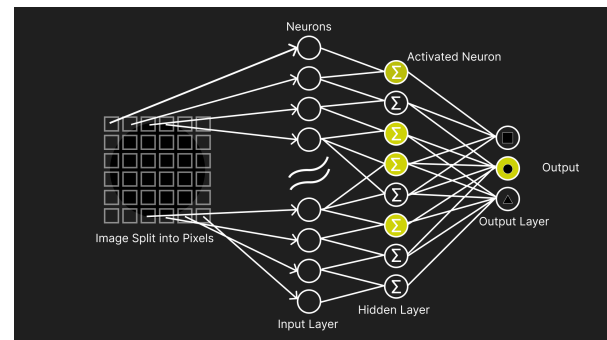 Neurons
Activated Neuron
Σ
Σ
Σ
Σ
Σ
Σ
Σ
Σ
Output
Output Layer
Image Split into Pixels
Hidden Layer
Input Layer